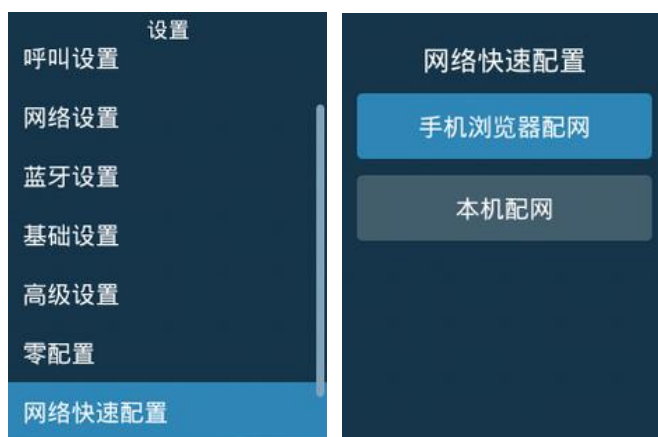 设置
呼叫设置
网络设置
蓝牙设置
基础设置
高级设置
零配置
网络快速配置
网络快速配置
手机浏览器配网
本机配网